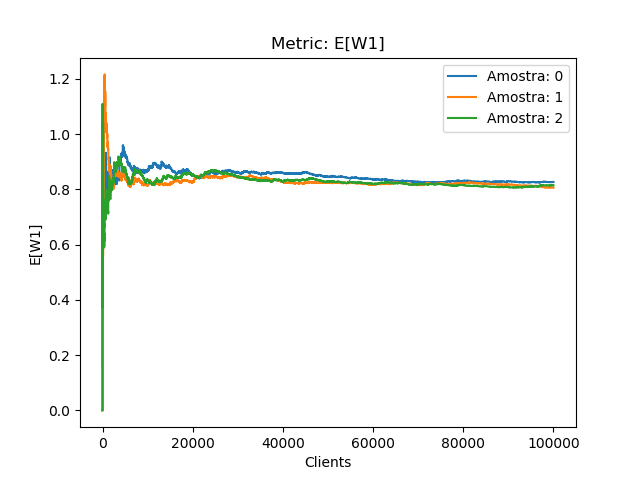 Metric: E[W1]
Amostra: 0
Amostra: 1
Amostra: 2
E[W1]
1.2
1.0
0.8
0.6
0.4
0.2
0.0
0 20000 40000 60000 80000 100000
Clients